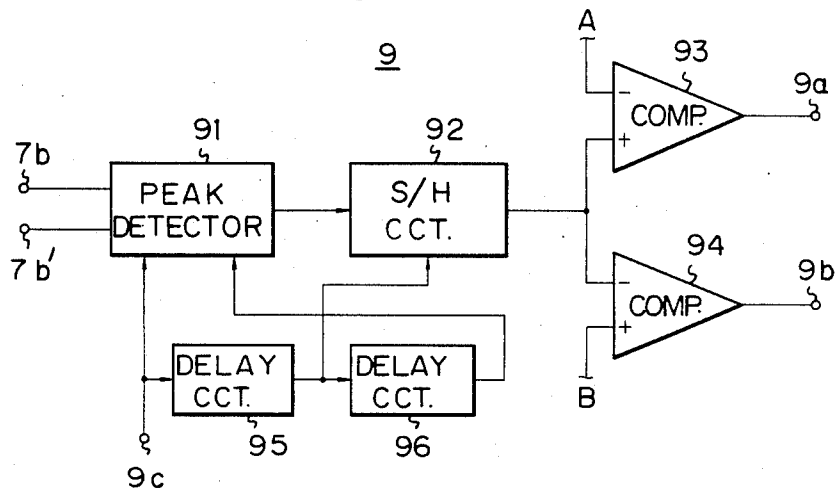 9
A
93
9a
-
COMP.
+
91
92
7b
PEAK
DETECTOR
7b'
S/H
CCT.
94
9b
-
COMP.
+
B
DELAY
CCT.
DELAY
CCT.
95
96
9c